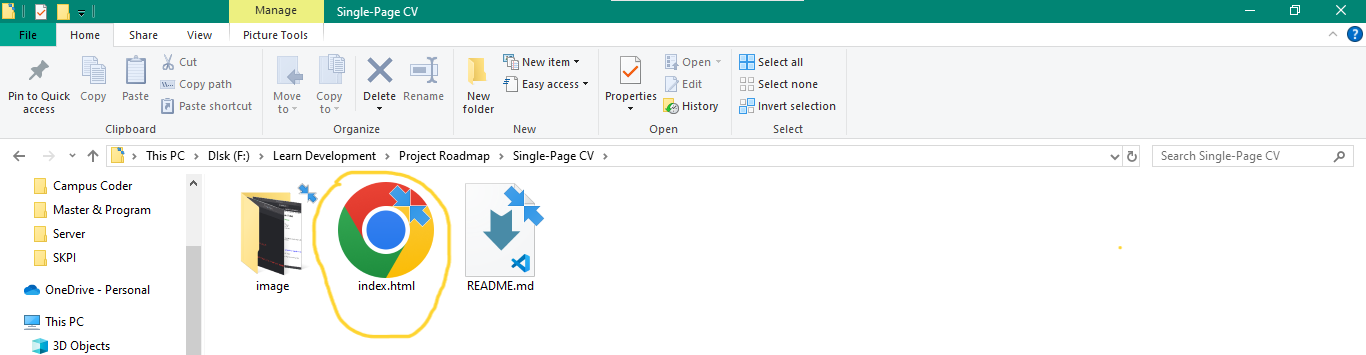 Manage
Single-Page CV
File
Home
Share
View
Picture Tools
Pin to Quick access
Copy
Paste
Cut
Copy path
Paste shortcut
Clipboard
Move to
Copy to
Delete
Rename
Organize
New folder
New item
Easy access
New
Properties
Open
Edit
History
Open
Select all
Select none
Invert selection
Select
This PC > DIsk (F:) > Learn Development > Project Roadmap > Single-Page CV >
Search Single-Page CV
Campus Coder
Master & Program
Server
SKPI
OneDrive - Personal
This PC
3D Objects
image
index.html
README.md